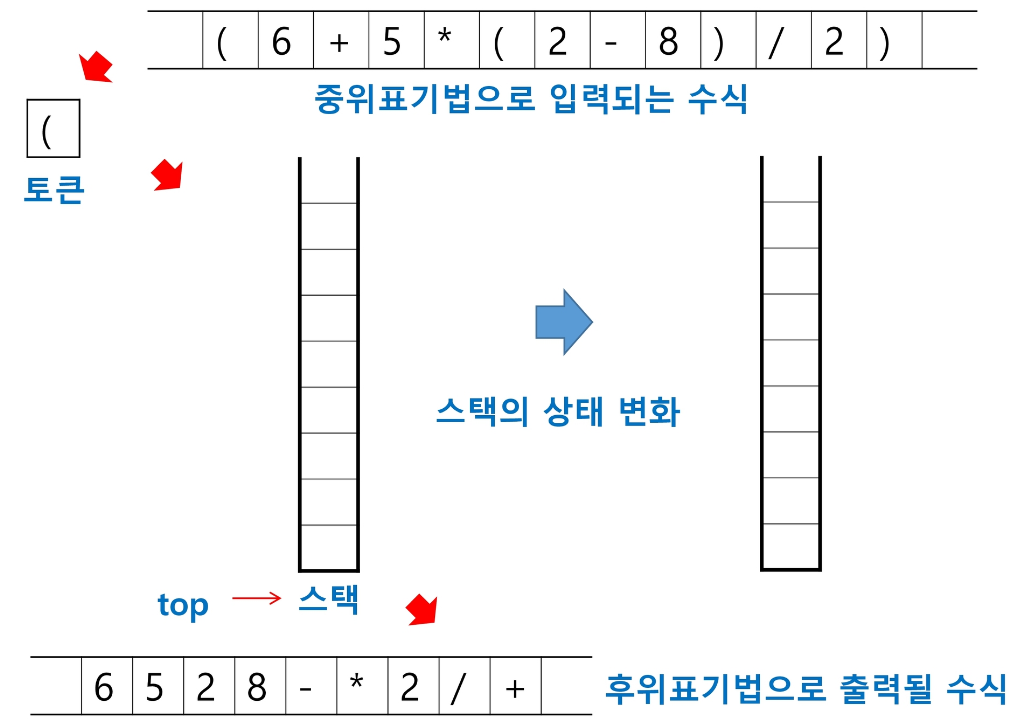 ( 6 + 5 * ( 2 - 8 ) / 2 )
중위표기법으로 입력되는 수식
(
토큰
스택의 상태 변화
top 스택
6 5 2 8 - * 2 / +
후위표기법으로 출력될 수식